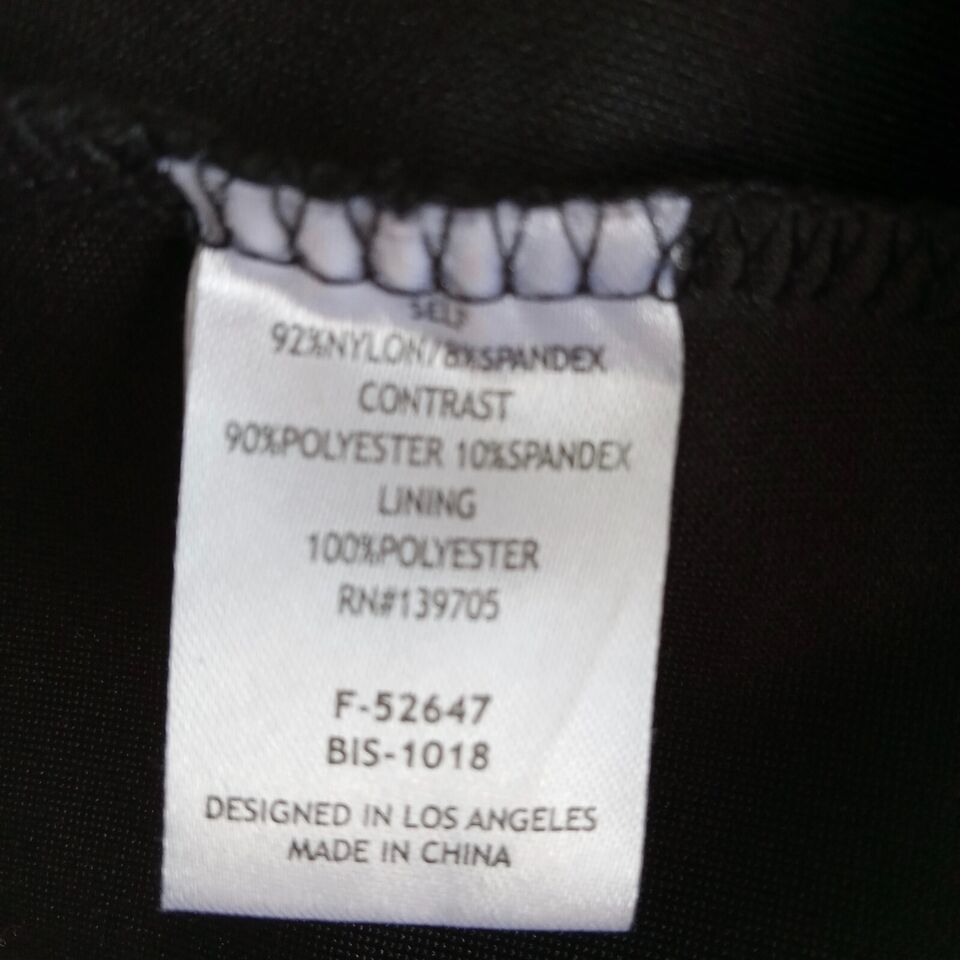 SELF
92%NYLON/8%SPANDEX
CONTRAST
90%POLYESTER 10%SPANDEX
LINING
100%POLYESTER
RN#139705
F-52647
BIS-1018
DESIGNED IN LOS ANGELES
MADE IN CHINA